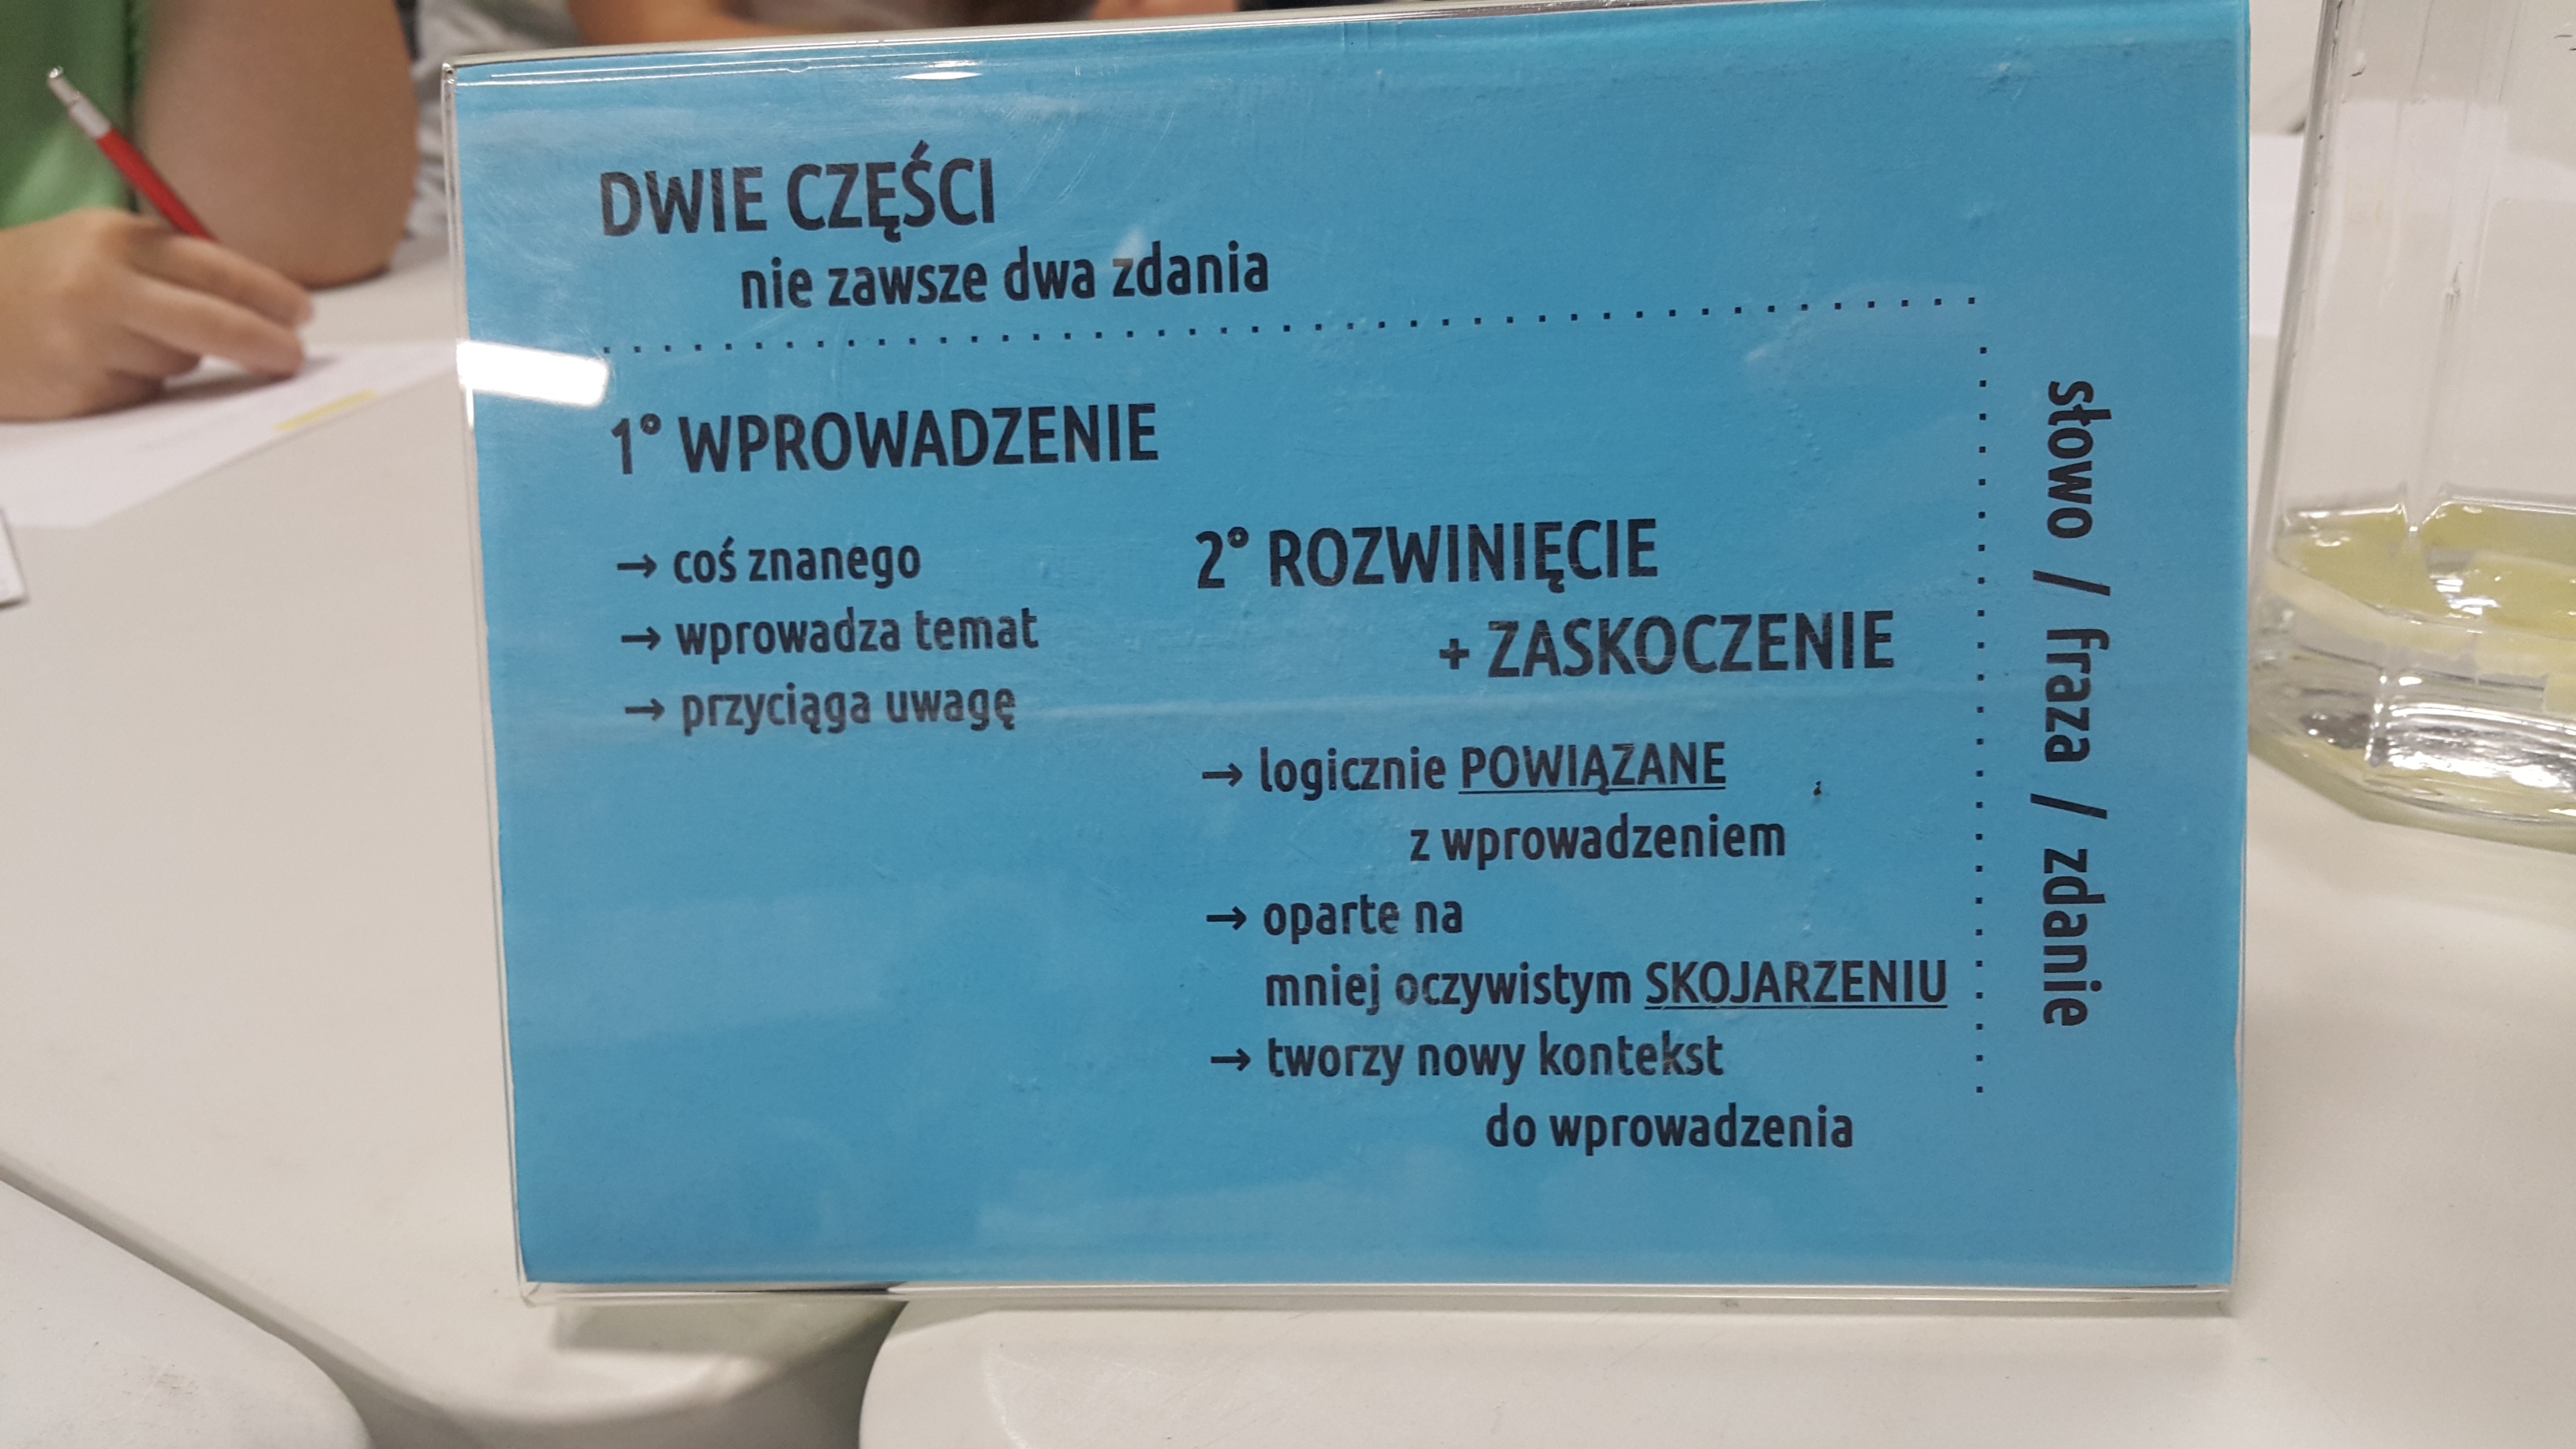 DWIE CZĘŚCI
nie zawsze dwa zdania
1° WPROWADZENIE
→ coś znanego
→ wprowadza temat
→ przyciąga uwagę
2° ROZWINIĘCIE
+ ZASKOCZENIE
→ logicznie POWIĄZANE
z wprowadzeniem
→ oparte na
mniej oczywistym SKOJARZENIU
→ tworzy nowy kontekst
do wprowadzenia
słowo / fraza / zdanie